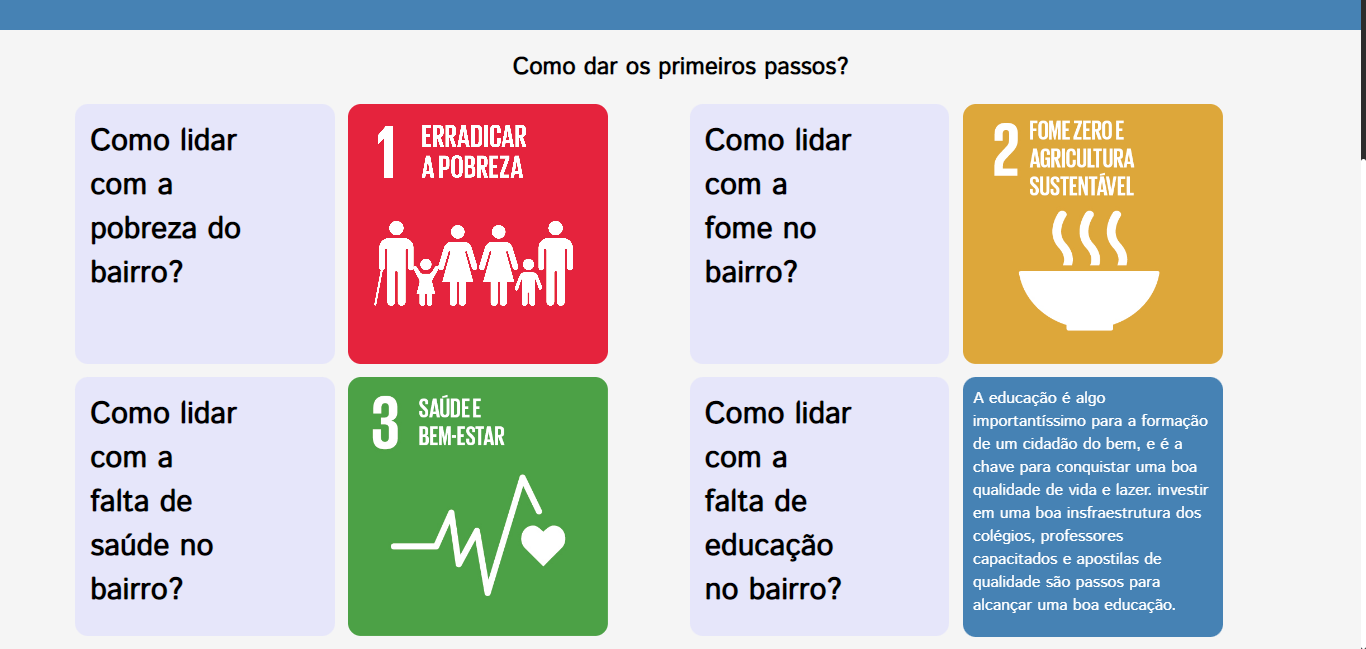 Como dar os primeiros passos?
Como lidar
com a
pobreza do
bairro?
1 ERRADICAR
A POBREZA
Como lidar
com a
fome no
bairro?
2 FOME ZERO E
AGRICULTURA
SUSTENTÁVEL
Como lidar
com a
falta de
saúde no
bairro?
3 SAÚDE E
BEM-ESTAR
Como lidar
com a
falta de
educação
no bairro?
A educação é algo
importantíssimo para a formação
de um cidadão do bem, e é a
chave para conquistar uma boa
qualidade de vida e lazer. investir
em uma boa insfraestrutura dos
colégios, professores
capacitados e apostilas de
qualidade são passos para
alcançar uma boa educação.